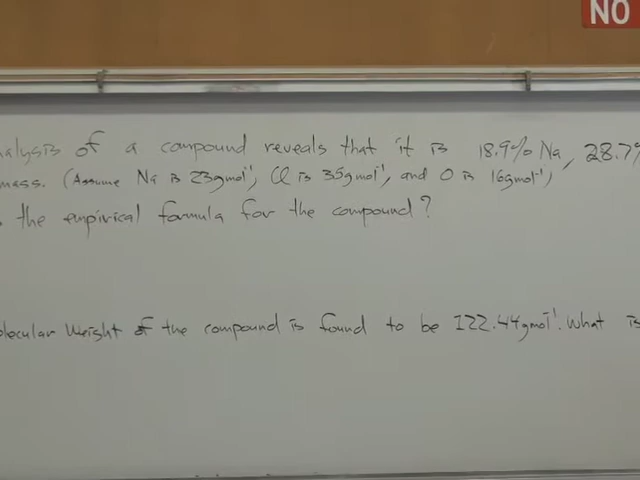 NO
nalysis of a compound reveals that it is 18.9% Na, 28.7%
mass. (Assume Na is 23gmol⁻¹, Cl is 35gmol⁻¹, and O is 16gmol⁻¹)
the empirical formula for the compound?
olecular Weight of the compound is found to be 122.44gmol⁻¹. What is